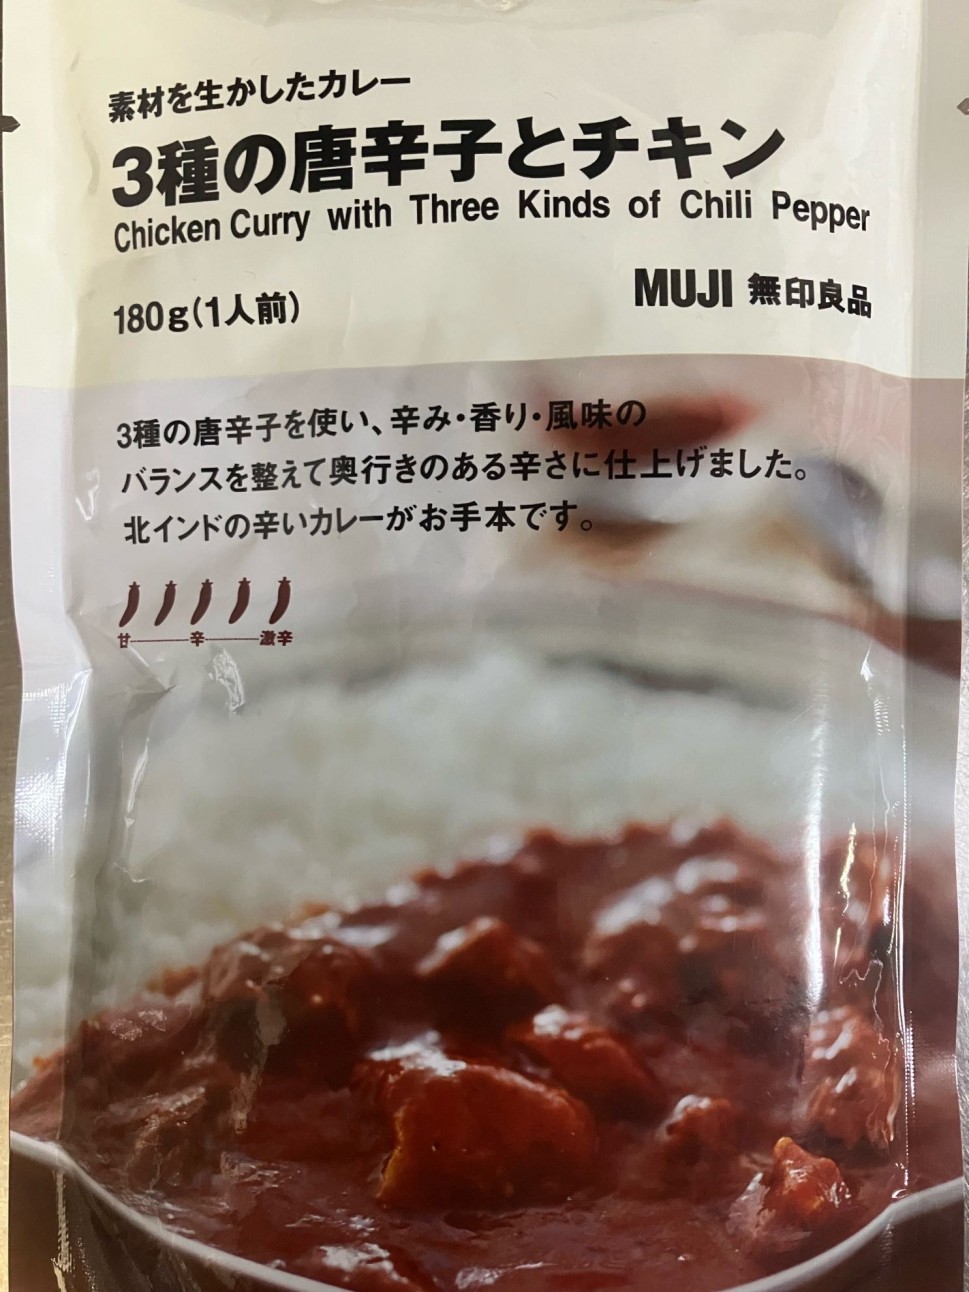 素材を生かしたカレー
3種の唐辛子とチキン
Chicken Curry with Three Kinds of Chili Pepper
180g(1人前)
MUJI 無印良品
3種の唐辛子を使い、辛み・香り・風味の
バランスを整えて奥行きのある辛さに仕上げました。
北インドの辛いカレーがお手本です。
甘 辛 激辛